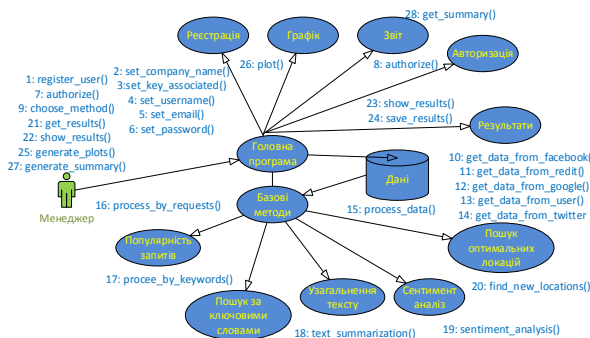 28: get_summary()
Реєстрація
Графік
Звіт
Авторизація
26: plot()
8: authorize()
1: register_user()
7: authorize()
9: choose_method()
21: get_results()
22: show_results()
25: generate_plots()
27: generate_summary()
2: set_company_name()
3:set_key_associated()
4: set_username()
5: set_email()
6: set_password()
23: show_results()
24: save_results()
Результати
Головна
програма
10: get_data_from_facebook()
11: get_data_from_redit()
12: get_data_from_google()
13: get_data_from_user()
14: get_data_from_twitter
Дані
Менеджер
16: process_by_requests()
Базові
методи
15: process_data()
Популярність
запитів
Пошук
оптимальних
локацій
17: procee_by_keywords()
20: find_new_locations()
Пошук за
ключовими
словами
Узагальнення
тексту
Сентимент
аналіз
18: text_summarization()
19: sentiment_analysis()